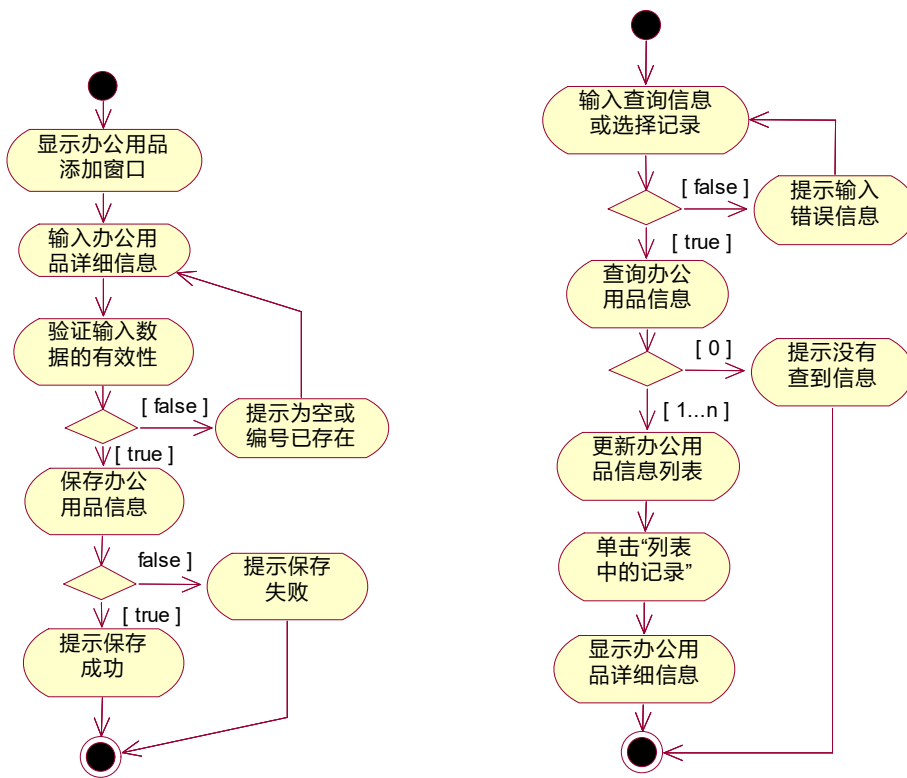 显示办公用品
添加窗口
输入办公用
品详细信息
验证输入数
据的有效性
[ false ]
提示为空或
编号已存在
[ true ]
保存办公
用品信息
false ]
提示保存
失败
[ true ]
提示保存
成功
输入查询信息
或选择记录
[ false ]
提示输入
错误信息
[ true ]
查询办公
用品信息
[ 0 ]
提示没有
查到信息
[ 1...n ]
更新办公用
品信息列表
单击“列表
中的记录”
显示办公用
品详细信息